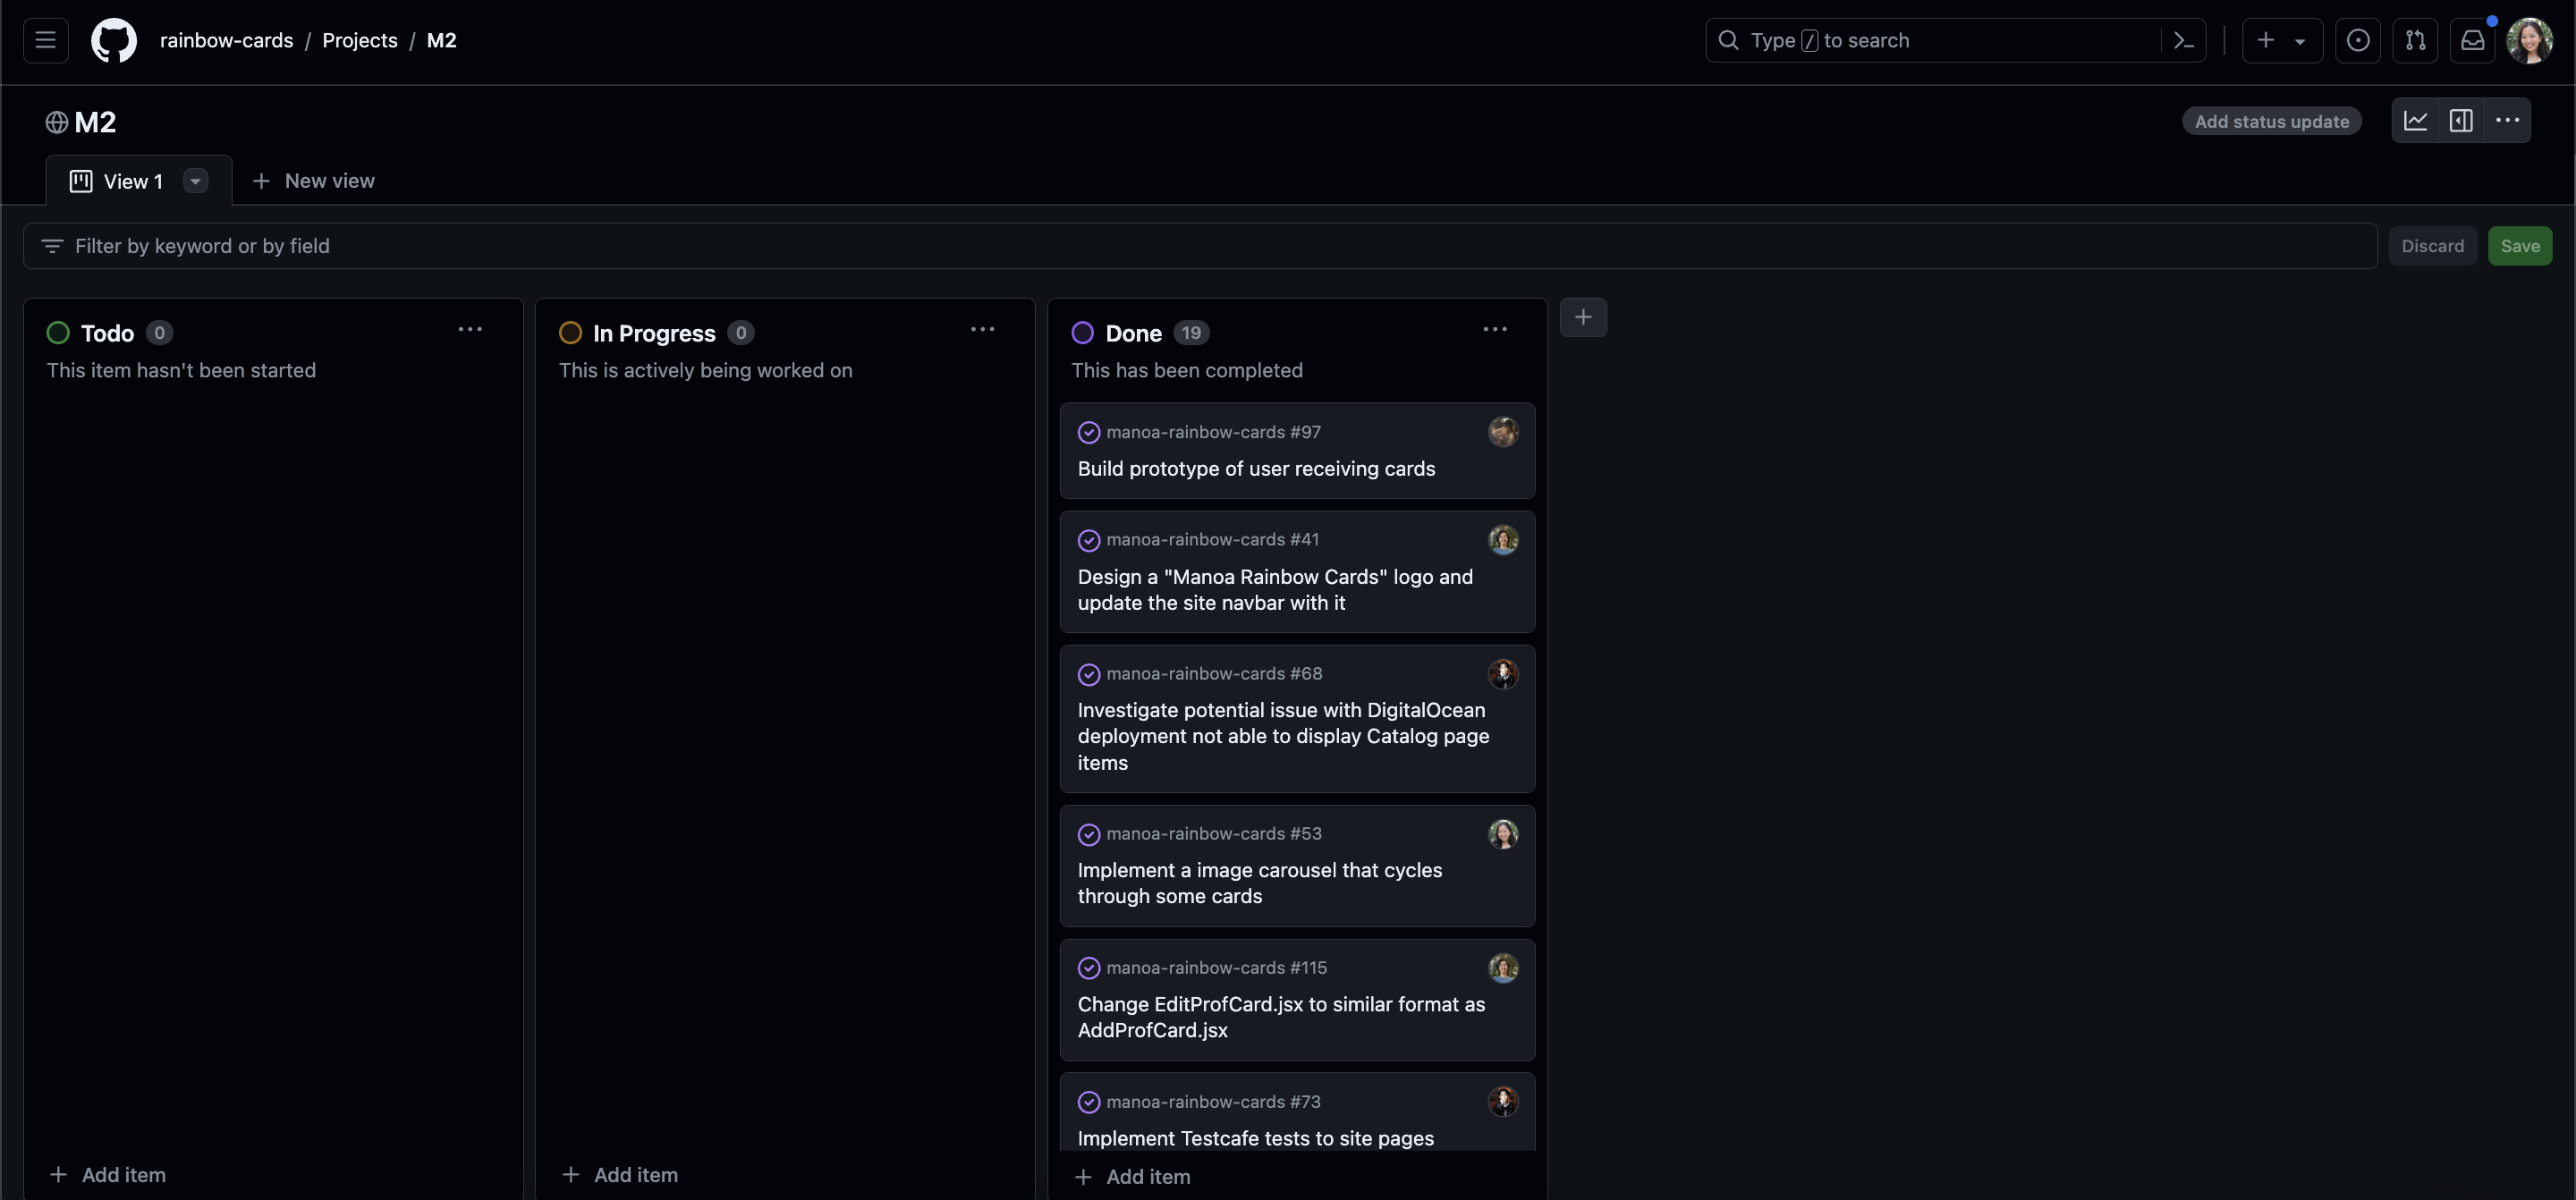 rainbow-cards / Projects / M2
Type / to search
M2
Add status update
View 1
New view
Filter by keyword or by field
Discard
Save
Todo 0
This item hasn't been started
Add item
In Progress 0
This is actively being worked on
Add item
Done 19
This has been completed
manoa-rainbow-cards #97
Build prototype of user receiving cards
manoa-rainbow-cards #41
Design a "Manoa Rainbow Cards" logo and
update the site navbar with it
manoa-rainbow-cards #68
Investigate potential issue with DigitalOcean
deployment not able to display Catalog page
items
manoa-rainbow-cards #53
Implement a image carousel that cycles
through some cards
manoa-rainbow-cards #115
Change EditProfCard.jsx to similar format as
AddProfCard.jsx
manoa-rainbow-cards #73
Implement Testcafe tests to site pages
Add item